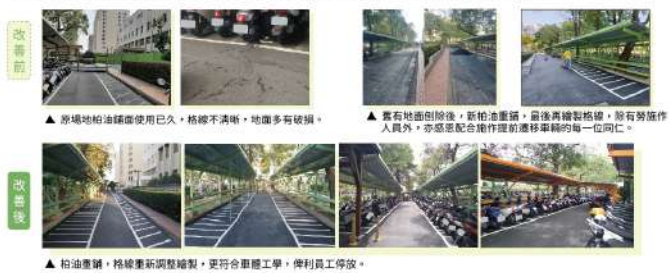 改善前
▲ 原場地柏油鋪面使用已久，格線不清晰，地面多有破損。
▲ 舊有地面刨除後，新柏油重鋪，最後再繪製格線，除有勞施作
人員外，亦感恩配合施作提前遷移車輛的每一位同仁。
改善後
▲ 柏油重鋪，格線重新調整繪製，更符合車體工學，俾利員工停放。